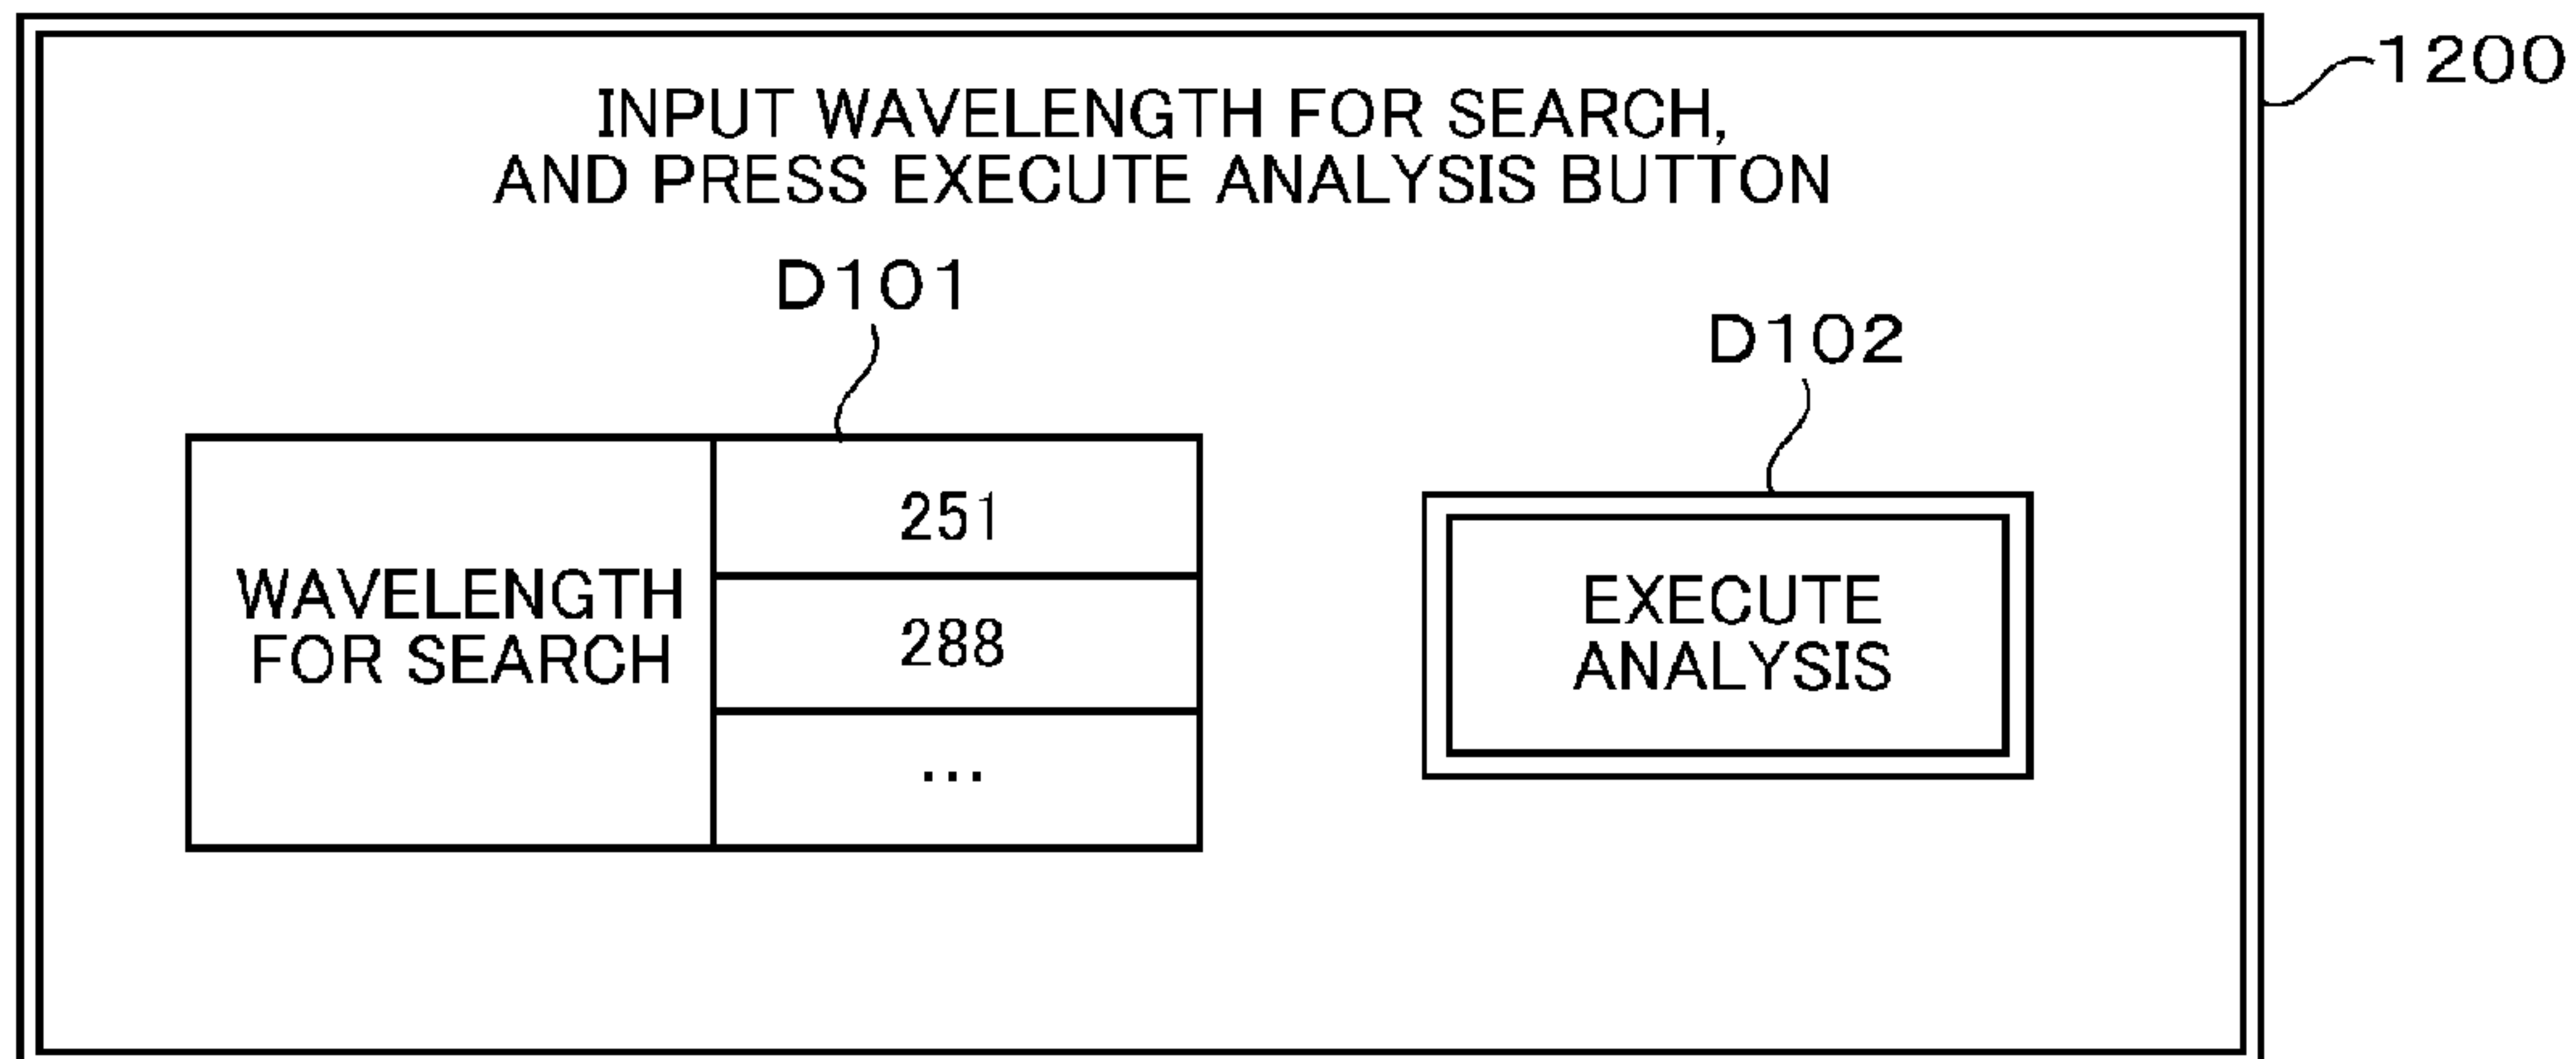 1200
INPUT WAVELENGTH FOR SEARCH,
AND PRESS EXECUTE ANALYSIS BUTTON
D101
D102
WAVELENGTH
FOR SEARCH
251
288
...
EXECUTE
ANALYSIS